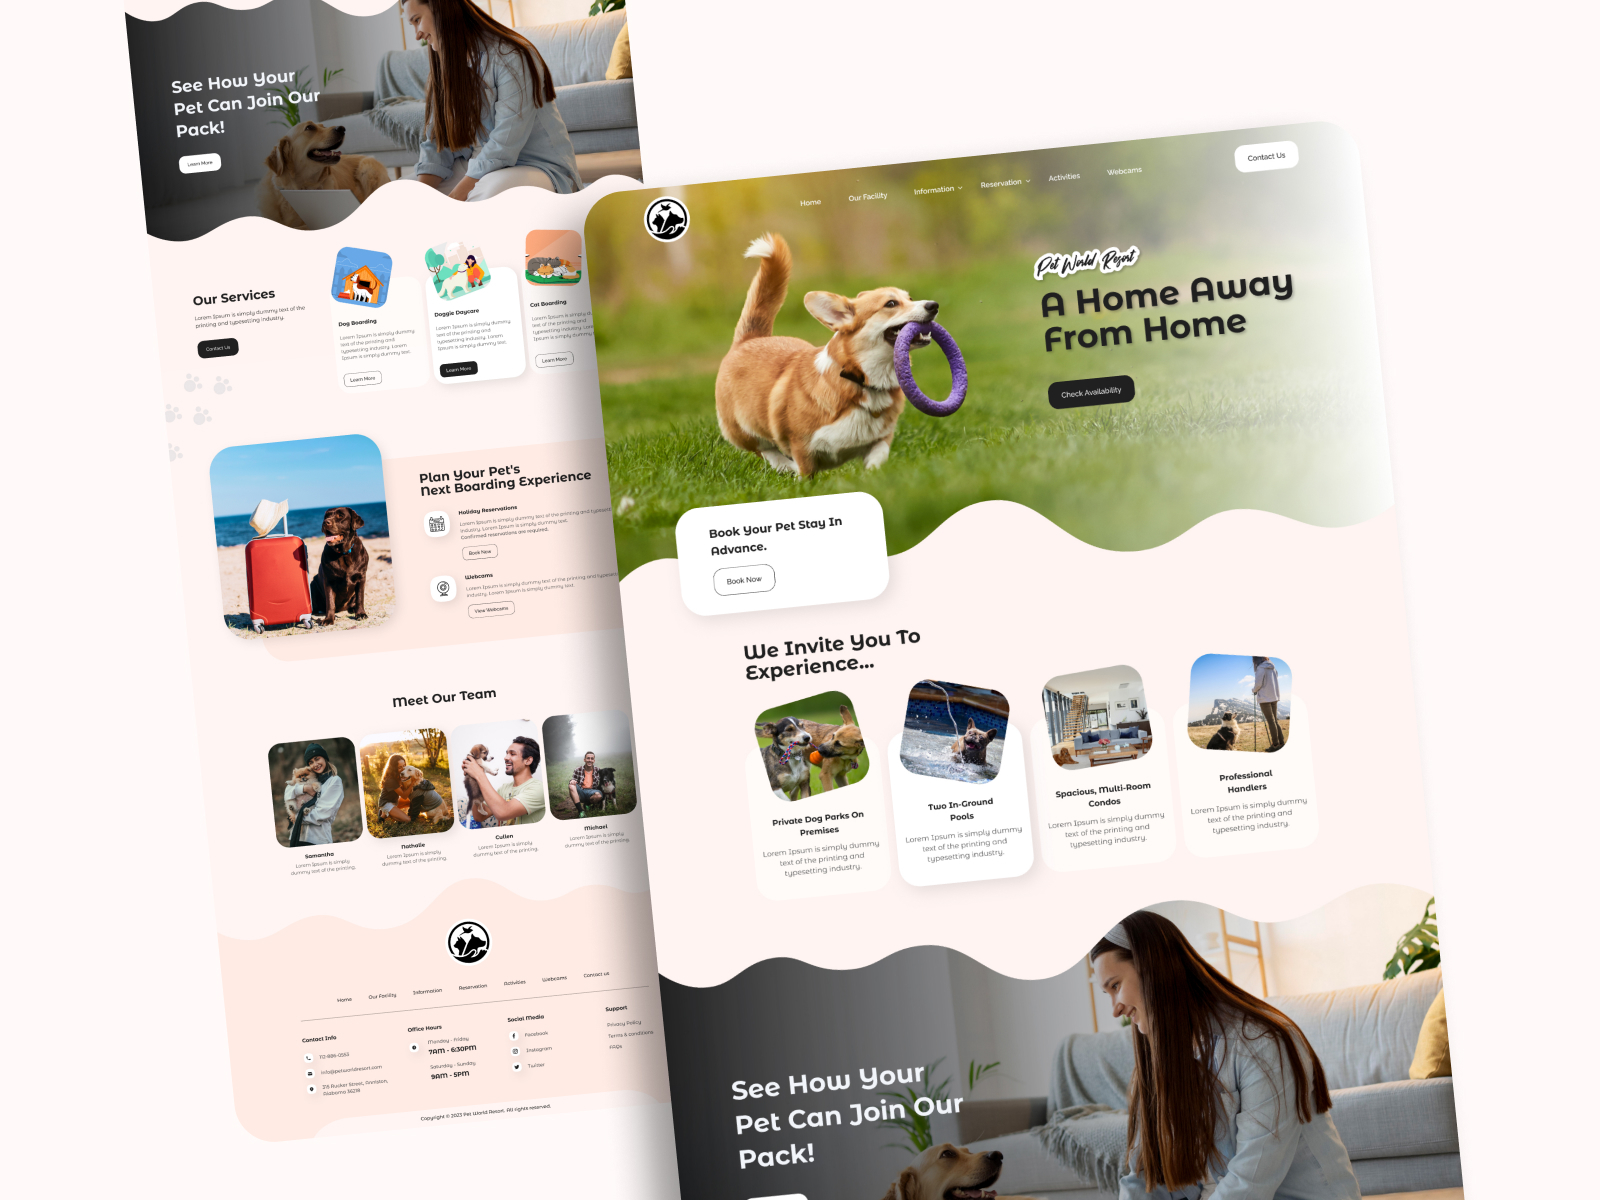 See How Your
Pet Can Join Our
Pack!
Learn More
Our Services
Lorem Ipsum is simply dummy text of the
printing and typesetting industry.
Contact Us
Dog Boarding
Lorem Ipsum is simply dummy
text of the printing and
typesetting industry. Lorem
Ipsum is simply dummy text.
Learn More
Doggie Daycare
Lorem Ipsum is simply dummy
text of the printing and
typesetting industry. Lorem
Ipsum is simply dummy text.
Learn More
Cat Boarding
Lorem Ipsum is simply
text of the printing and
typesetting industry.
Ipsum is simply dummy
Learn More
Plan Your Pet's
Next Boarding Experience
Holiday Reservations
Lorem Ipsum is simply dummy text of the printing and typesetting
industry. Lorem Ipsum is simply dummy text.
Confirmed reservations are required.
Book Now
Webcams
Lorem Ipsum is simply dummy text of the printing and
industry. Lorem Ipsum is simply dummy text.
View Webcams
Meet Our Team
Samantha
Lorem Ipsum is simply
dummy text of the printing.
Nathalie
Lorem Ipsum is simply
dummy text of the printing.
Cullen
Lorem Ipsum is simply
dummy text of the printing.
Michael
Lorem Ipsum is simply
dummy text of the printing.
Home
Our Facility
Information
Reservation
Activities
Webcams
Contact us
Contact Info
712-886-0553
info@petworldresort.com
315 Rucker Street, Anniston,
Alabama 36218
Office Hours
Monday - Friday
7AM - 6:30PM
Saturday - Sunday
9AM - 5PM
Social Media
Facebook
Instagram
Twitter
Support
Privacy Policy
Terms & conditions
FAQs
Copyright © 2023 Pet World Resort. All rights reserved.
Home
Our Facility
Information
Reservation
Activities
Webcams
Contact Us
Pet World Resort
A Home Away
From Home
Check Availability
Book Your Pet Stay In
Advance.
Book Now
We Invite You To
Experience...
Private Dog Parks On
Premises
Lorem Ipsum is simply dummy
text of the printing and
typesetting industry.
Two In-Ground
Pools
Lorem Ipsum is simply dummy
text of the printing and
typesetting industry.
Spacious, Multi-Room
Condos
Lorem Ipsum is simply dummy
text of the printing and
typesetting industry.
Professional
Handlers
Lorem Ipsum is simply dummy
text of the printing and
typesetting industry.
See How Your
Pet Can Join Our
Pack!